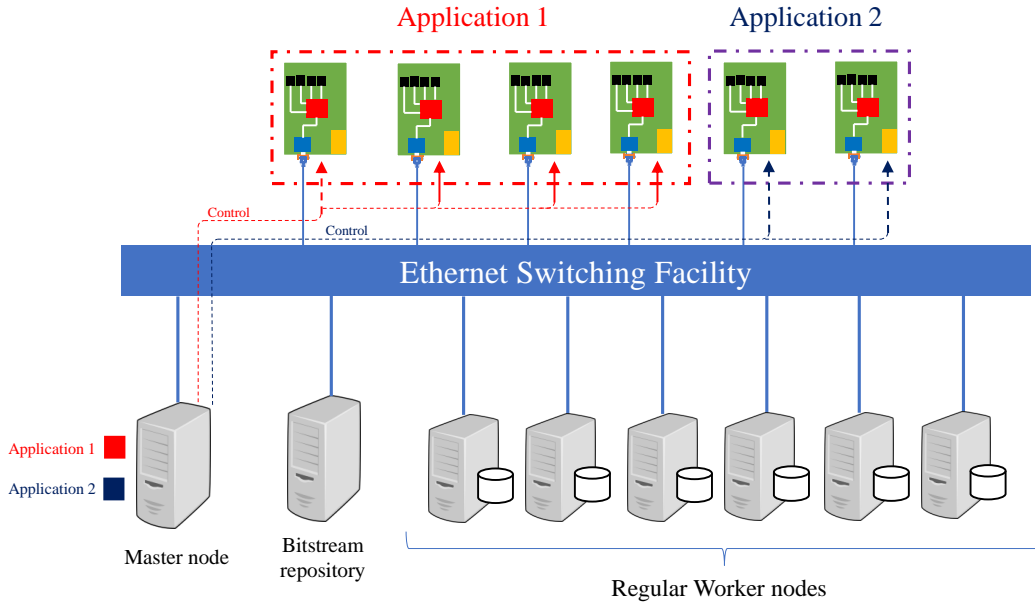 Application 1
Application 2
Control
Control
Ethernet Switching Facility
Application 1
Application 2
Master node
Bitstream
repository
Regular Worker nodes